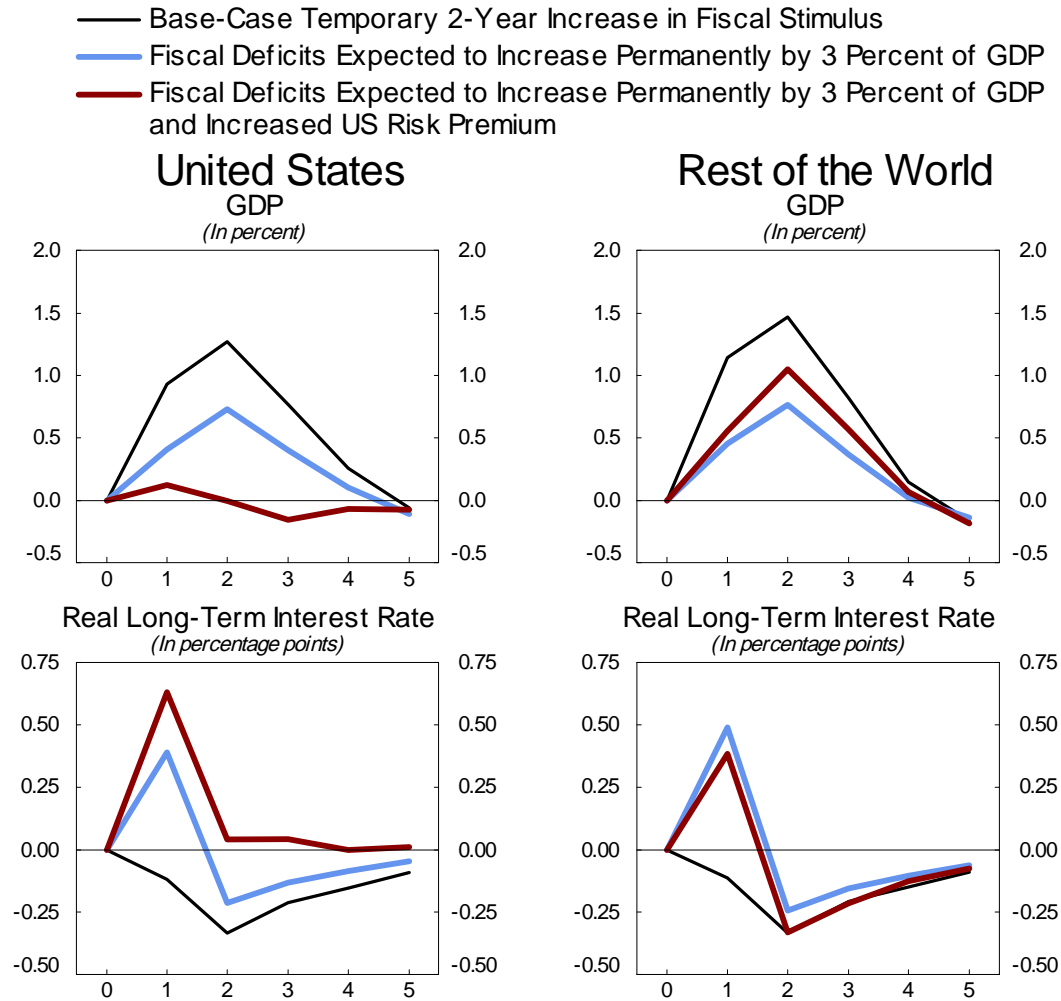 Base-Case Temporary 2-Year Increase in Fiscal Stimulus
Fiscal Deficits Expected to Increase Permanently by 3 Percent of GDP
Fiscal Deficits Expected to Increase Permanently by 3 Percent of GDP
and Increased US Risk Premium
United States
GDP
(In percent)
2.0 2.0
1.5 1.5
1.0 1.0
0.5 0.5
0.0 0.0
-0.5 -0.5
0 1 2 3 4 5
Rest of the World
GDP
(In percent)
2.0 2.0
1.5 1.5
1.0 1.0
0.5 0.5
0.0 0.0
-0.5 -0.5
0 1 2 3 4 5
Real Long-Term Interest Rate
(In percentage points)
0.75 0.75
0.50 0.50
0.25 0.25
0.00 0.00
-0.25 -0.25
-0.50 -0.50
0 1 2 3 4 5
Real Long-Term Interest Rate
(In percentage points)
0.75 0.75
0.50 0.50
0.25 0.25
0.00 0.00
-0.25 -0.25
-0.50 -0.50
0 1 2 3 4 5